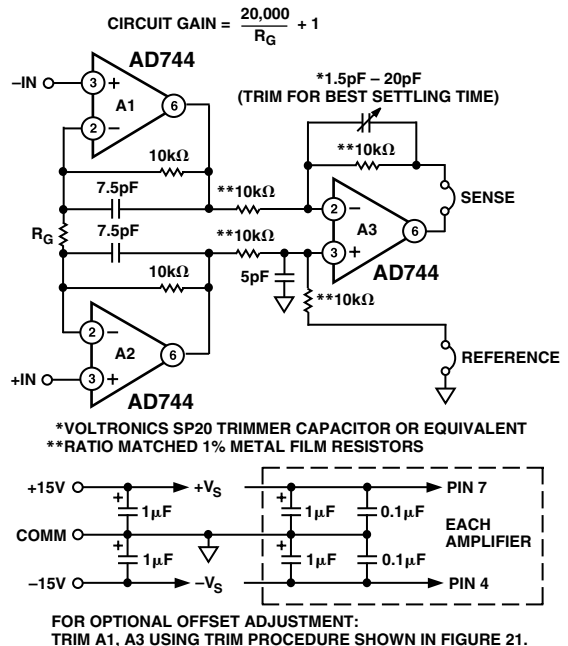 CIRCUIT GAIN = 20,000 / RG + 1
AD744
–IN
3 +
A1
6
2 –
*1.5pF – 20pF
(TRIM FOR BEST SETTLING TIME)
10kΩ
**10kΩ
7.5pF
**10kΩ
SENSE
2 –
A3
6
3 +
RG
7.5pF
**10kΩ
AD744
10kΩ
5pF
**10kΩ
2 –
A2
6
REFERENCE
+IN
3 +
AD744
*VOLTRONICS SP20 TRIMMER CAPACITOR OR EQUIVALENT
**RATIO MATCHED 1% METAL FILM RESISTORS
+15V
+VS
PIN 7
+
1μF
+
1μF
0.1μF
EACH
AMPLIFIER
COMM
+
1μF
+
1μF
0.1μF
–15V
–VS
PIN 4
FOR OPTIONAL OFFSET ADJUSTMENT:
TRIM A1, A3 USING TRIM PROCEDURE SHOWN IN FIGURE 21.